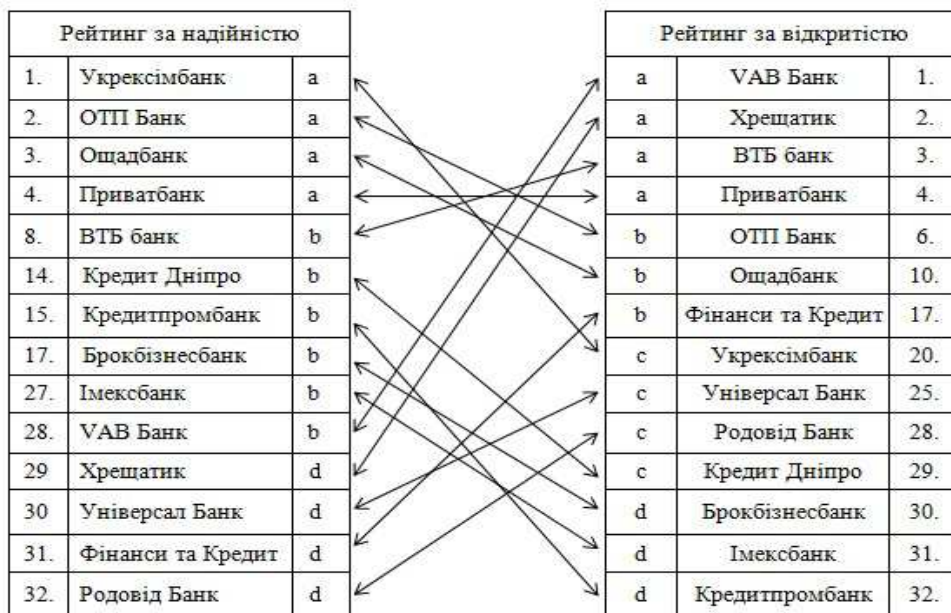 Рейтинг за надійністю
1. Укрексімбанк a
2. ОТП Банк a
3. Ощадбанк a
4. Приватбанк a
8. ВТБ банк b
14. Кредит Дніпро b
15. Кредитпромбанк b
17. Брокбізнесбанк b
27. Імексбанк b
28. VAB Банк b
29 Хрещатик d
30 Універсал Банк d
31. Фінанси та Кредит d
32. Родовід Банк d
Рейтинг за відкритістю
a VAB Банк 1.
a Хрещатик 2.
a ВТБ банк 3.
a Приватбанк 4.
b ОТП Банк 6.
b Ощадбанк 10.
b Фінанси та Кредит 17.
c Укрексімбанк 20.
c Універсал Банк 25.
c Родовід Банк 28.
c Кредит Дніпро 29.
d Брокбізнесбанк 30.
d Імексбанк 31.
d Кредитпромбанк 32.